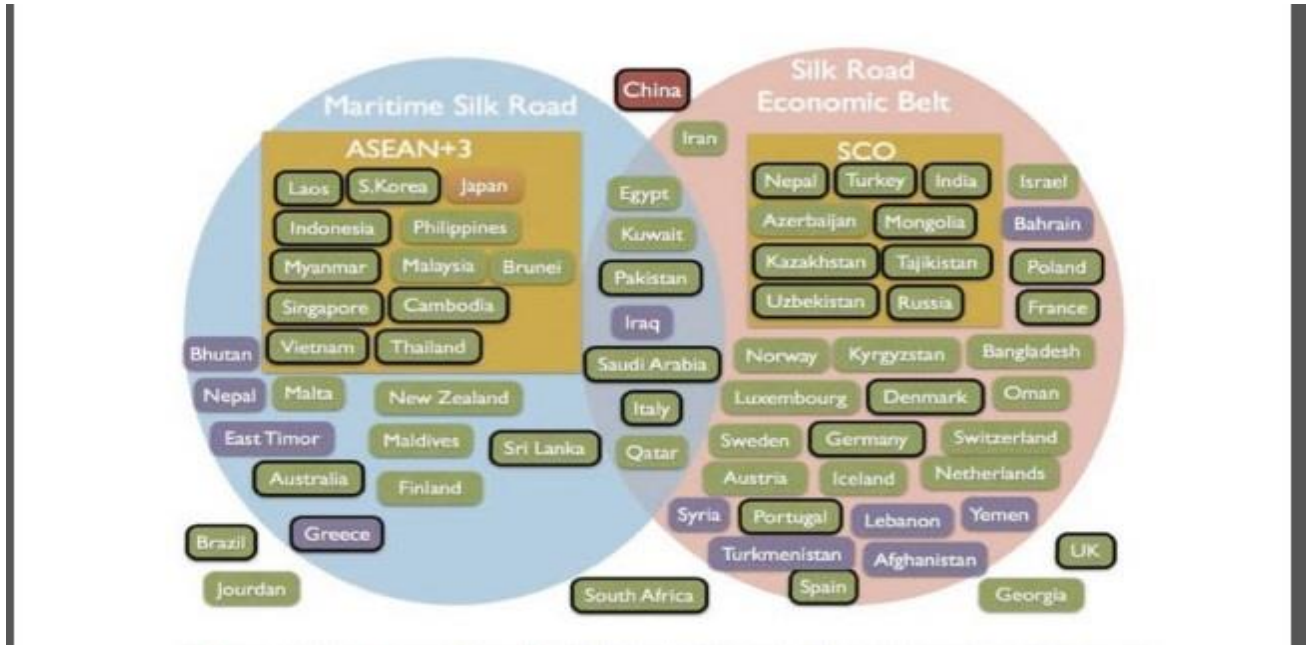 China
Maritime Silk Road
Silk Road
Economic Belt
ASEAN+3
Laos S.Korea Japan
Indonesia Philippines
Myanmar Malaysia Brunei
Singapore Cambodia
Vietnam Thailand
Bhutan
Nepal Malta New Zealand
East Timor Maldives Sri Lanka
Australia Finland
Greece
Brazil
Jourdan
Iran
Egypt
Kuwait
Pakistan
Iraq
Saudi Arabia
Italy
Qatar
South Africa
SCO
Nepal Turkey India
Azerbaijan Mongolia
Kazakhstan Tajikistan
Uzbekistan Russia
Israel
Bahrain
Poland
France
Norway Kyrgyzstan Bangladesh
Luxembourg Denmark Oman
Sweden Germany Switzerland
Austria Iceland Netherlands
Syria Portugal Lebanon Yemen
Turkmenistan Afghanistan
Spain
UK
Georgia